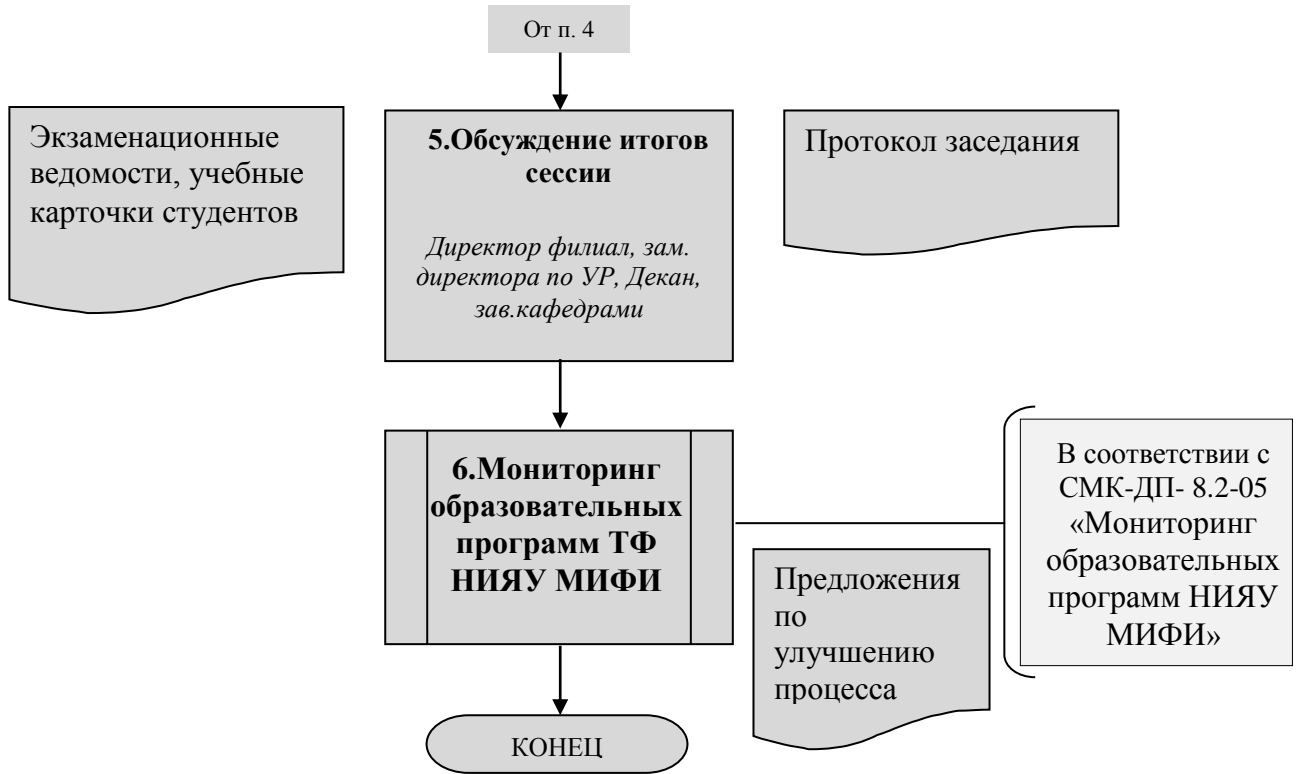 От п. 4
Экзаменационные
ведомости, учебные
карточки студентов
5.Обсуждение итогов
сессии
Директор филиал, зам.
директора по УР, Декан,
зав.кафедрами
Протокол заседания
6.Мониторинг
образовательных
программ ТФ
НИЯУ МИФИ
В соответствии с
СМК-ДП- 8.2-05
«Мониторинг
образовательных
программ НИЯУ
МИФИ»
Предложения
по
улучшению
процесса
КОНЕЦ